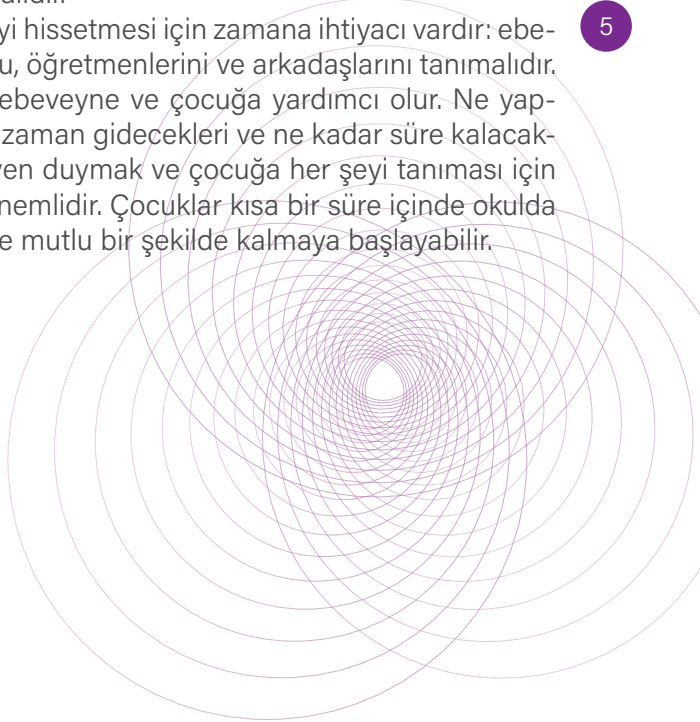 yi hissetmesi için zamana ihtiyacı vardır: ebe-
5
u, öğretmenlerini ve arkadaşlarını tanımalıdır.
ebeveyne ve çocuğa yardımcı olur. Ne yap-
zaman gidecekleri ve ne kadar süre kalacak-
ven duymak ve çocuğa her şeyi tanıması için
nemlidir. Çocuklar kısa bir süre içinde okulda
e mutlu bir şekilde kalmaya başlayabilir.